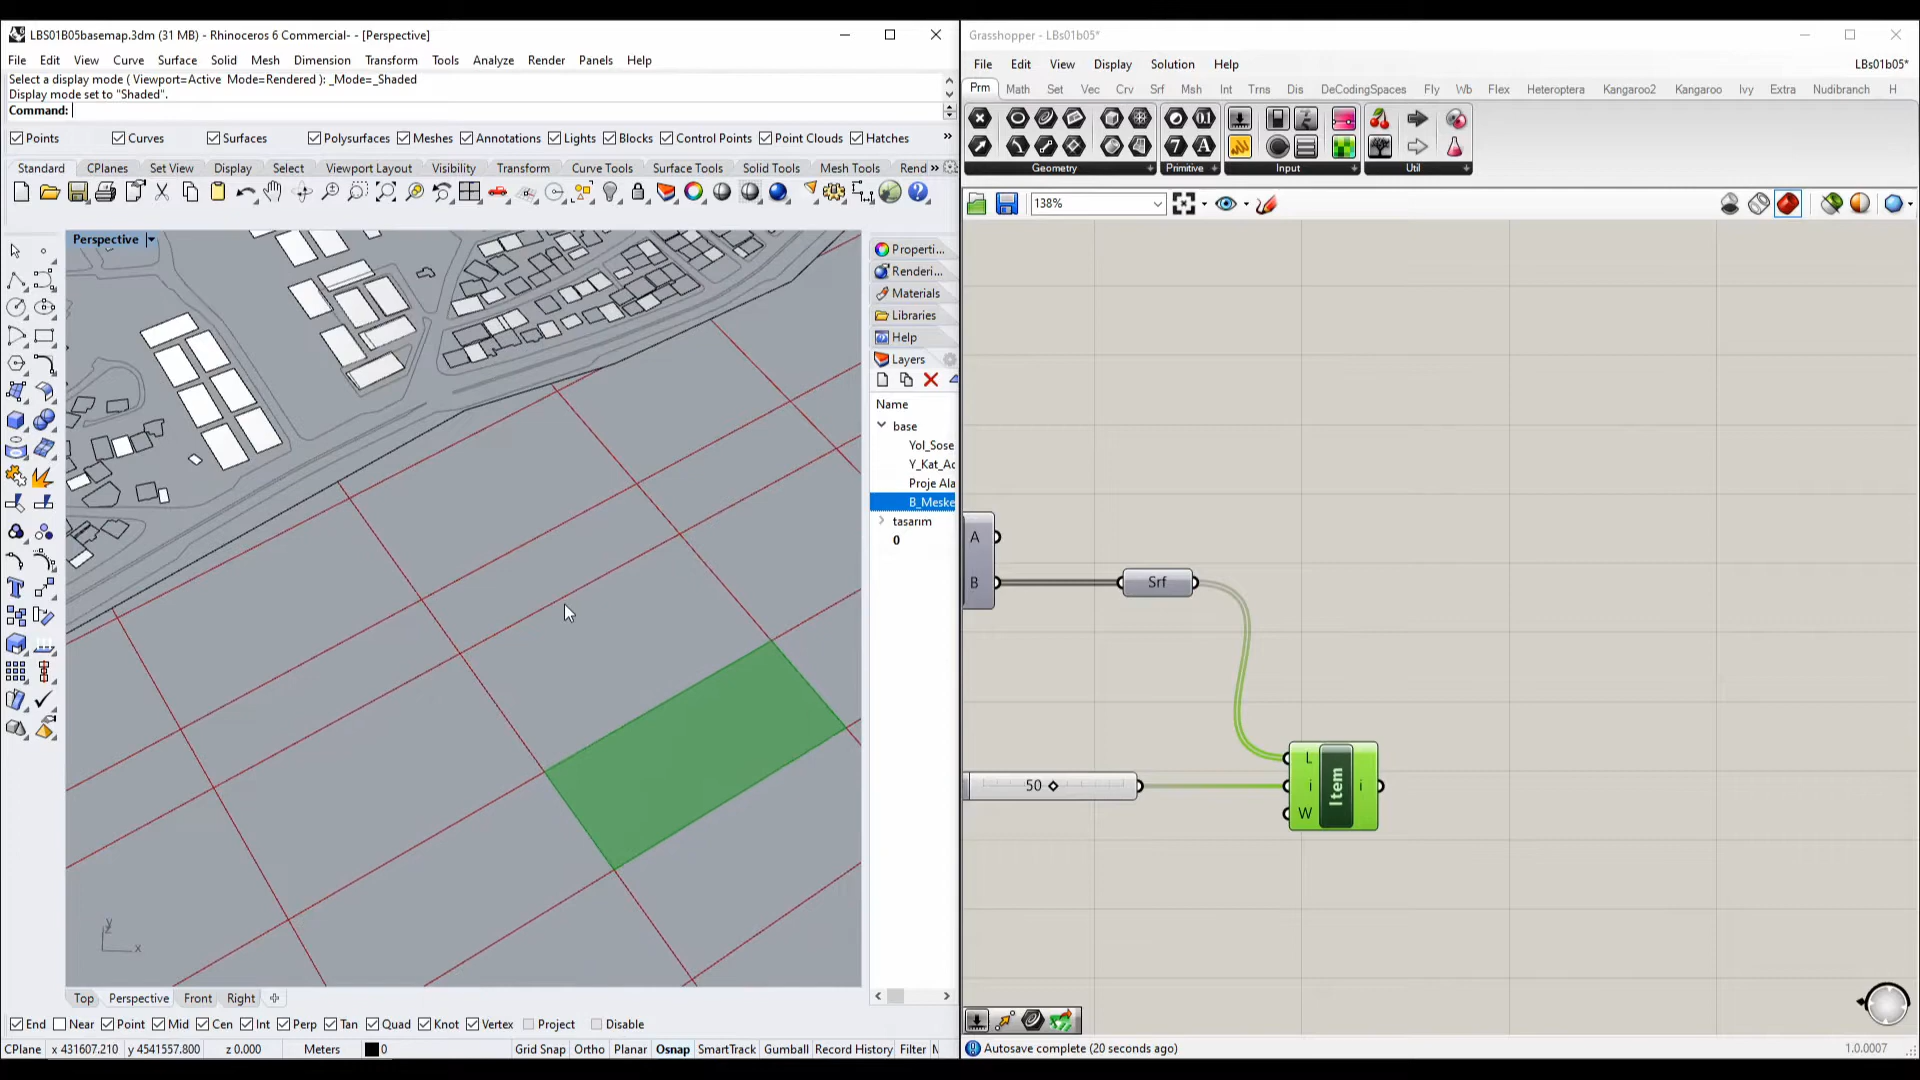 LBS01B05basemap.3dm (31 MB) - Rhinoceros 6 Commercial- - [Perspective]
File Edit View Curve Surface Solid Mesh Dimension Transform Tools Analyze Render Panels Help
Select a display mode ( Viewport=Active Mode=Rendered ): _Mode=_Shaded
Display mode set to "Shaded".
Command:
Points Curves Surfaces Polysurfaces Meshes Annotations Lights Blocks Control Points Point Clouds Hatches
Standard CPlanes Set View Display Select Viewport Layout Visibility Transform Curve Tools Surface Tools Solid Tools Mesh Tools Rend
Perspective
Properti...
Renderi...
Materials
Libraries
Help
Layers
Name
base
Yol_Sose
Y_Kat_Ac
Proje Ala
B_Meske
tasarım
0
y
x
Top Perspective Front Right
End Near Point Mid Cen Int Perp Tan Quad Knot Vertex Project Disable
CPlane x 431607.210 y 4541557.800 z 0.000 Meters 0 Grid Snap Ortho Planar Osnap SmartTrack Gumball Record History Filter
Grasshopper - LBs01b05*
File Edit View Display Solution Help LBs01b05*
Prm Math Set Vec Crv Srf Msh Int Trns Dis DeCodingSpaces Fly Wb Flex Heteroptera Kangaroo2 Kangaroo Ivy Extra Nudibranch H
Geometry Primitive Input Util
138%
A
B
Srf
50
L
i
W
Item
i
Autosave complete (20 seconds ago)
1.0.0007